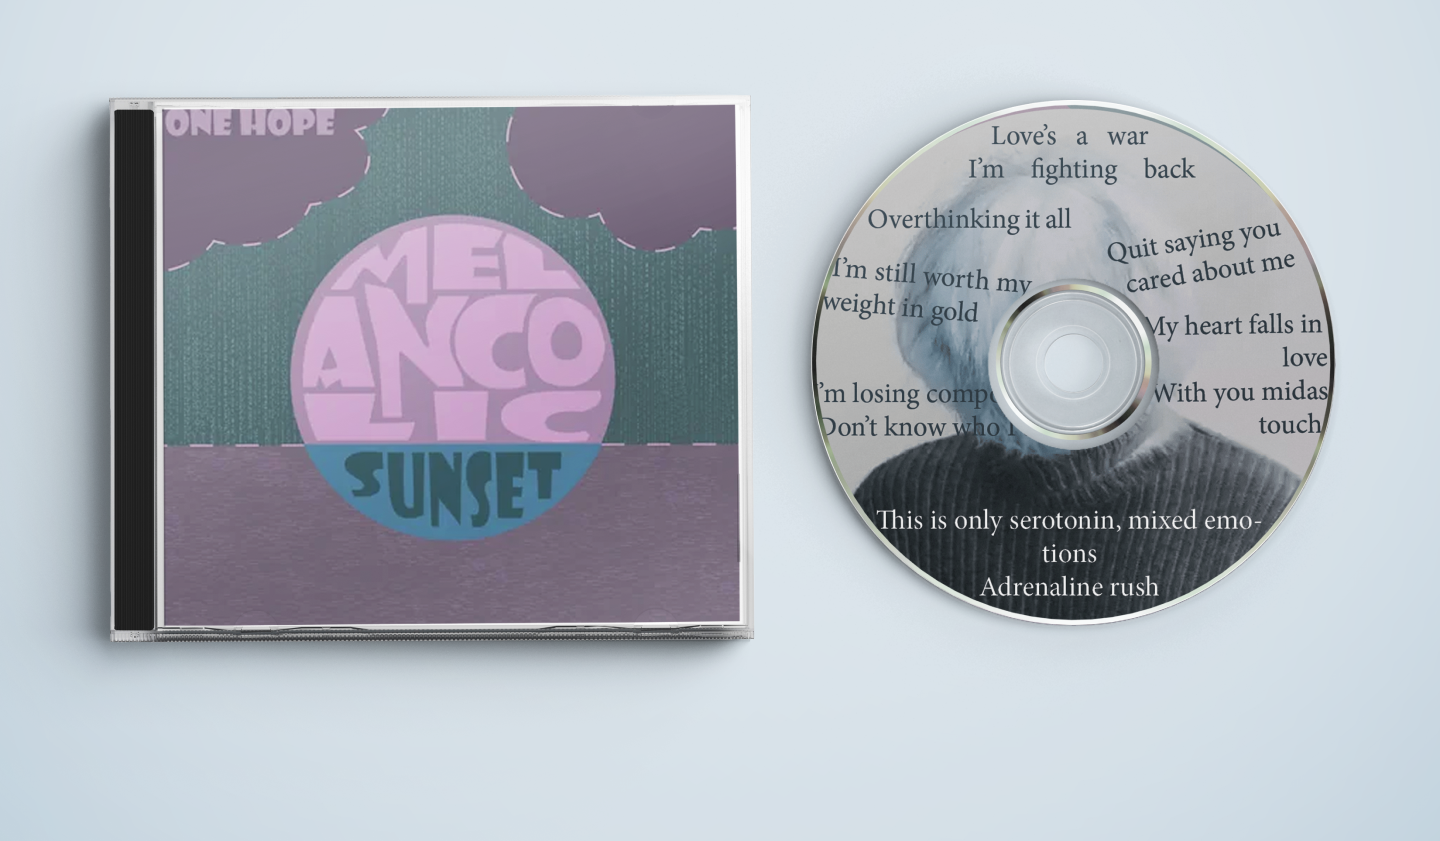 ONE HOPE
MEL
ANCO
LIC
SUNSET
Love's a war
I'm fighting back
Overthinking it all
I'm still worth my
weight in gold
Quit saying you
cared about me
My heart falls in
love
With you midas
touch
'm losing
Don't know who
This is only serotonin, mixed emo-
tions
Adrenaline rush